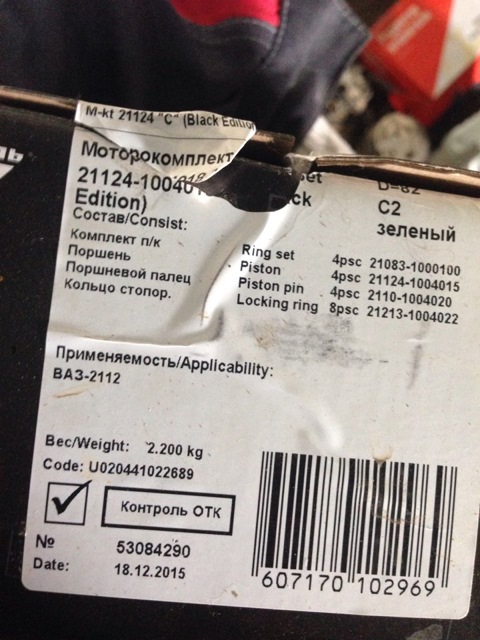 M-kt 21124 "C" (Black Edition
Моторокомплект
21124-10040
D=82
Edition)
C2
зеленый
Состав/Consist:
Комплект п/к Ring set 4psc 21083-1000100
Поршень Piston 4psc 21124-1004015
Поршневой палец Piston pin 4psc 2110-1004020
Кольцо стопор. Locking ring 8psc 21213-1004022
Применяемость/Applicability:
ВАЗ-2112
Вес/Weight: 2.200 kg
Code: U020441022689
Контроль ОТК
№ 53084290
Date: 18.12.2015
607170 102969